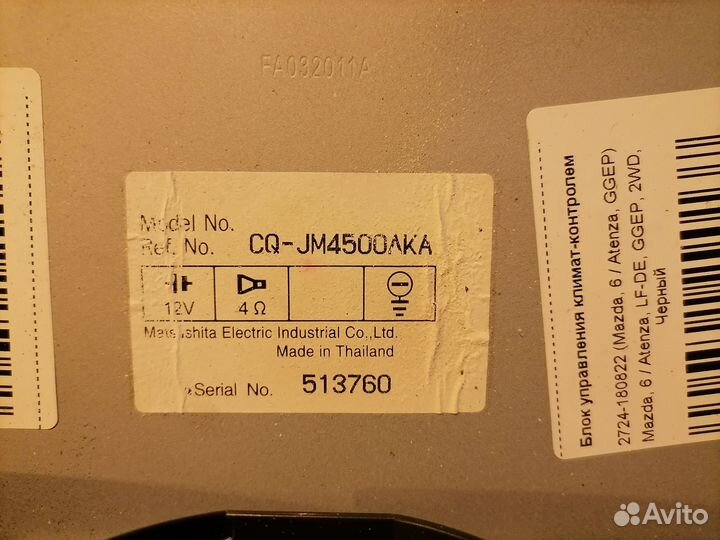 FA032011A
Model No.
Ref. No. CQ-JM4500AKA
12V 4 Ω
Matsushita Electric Industrial Co.,Ltd.
Made in Thailand
Serial No. 513760
Блок управления климат-контролем
2724-180822 (Mazda, 6 / Atenza, GGEP)
Mazda, 6 / Atenza, LF-DE, GGEP, 2WD,
Черный
Avito